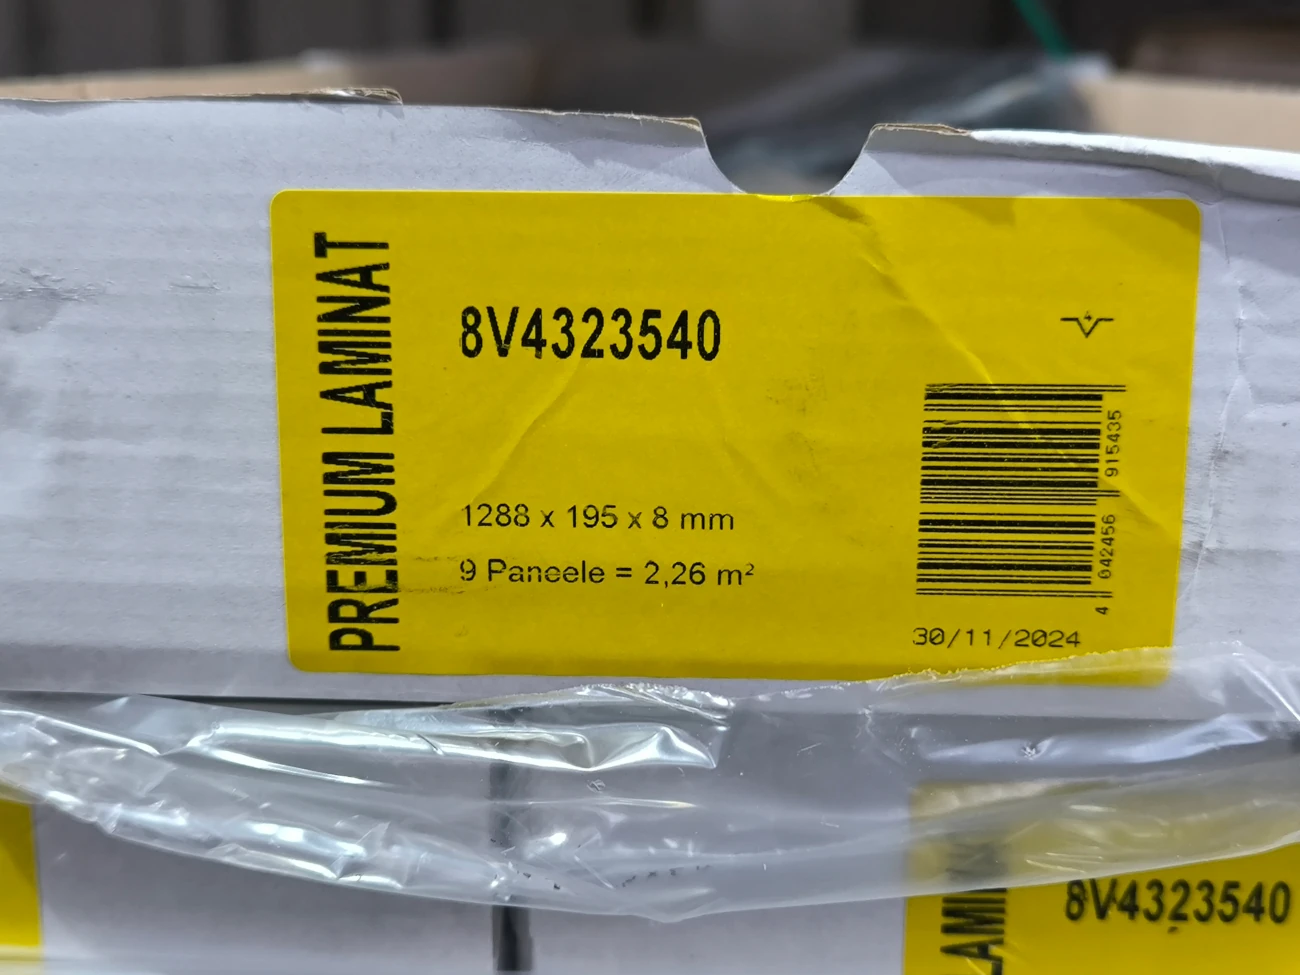 PREMIUM LAMINAT
8V4323540
1288 x 195 x 8 mm
9 Paneele = 2,26 m²
4 042456 915435
30/11/2024
LAMIN
8V4323540